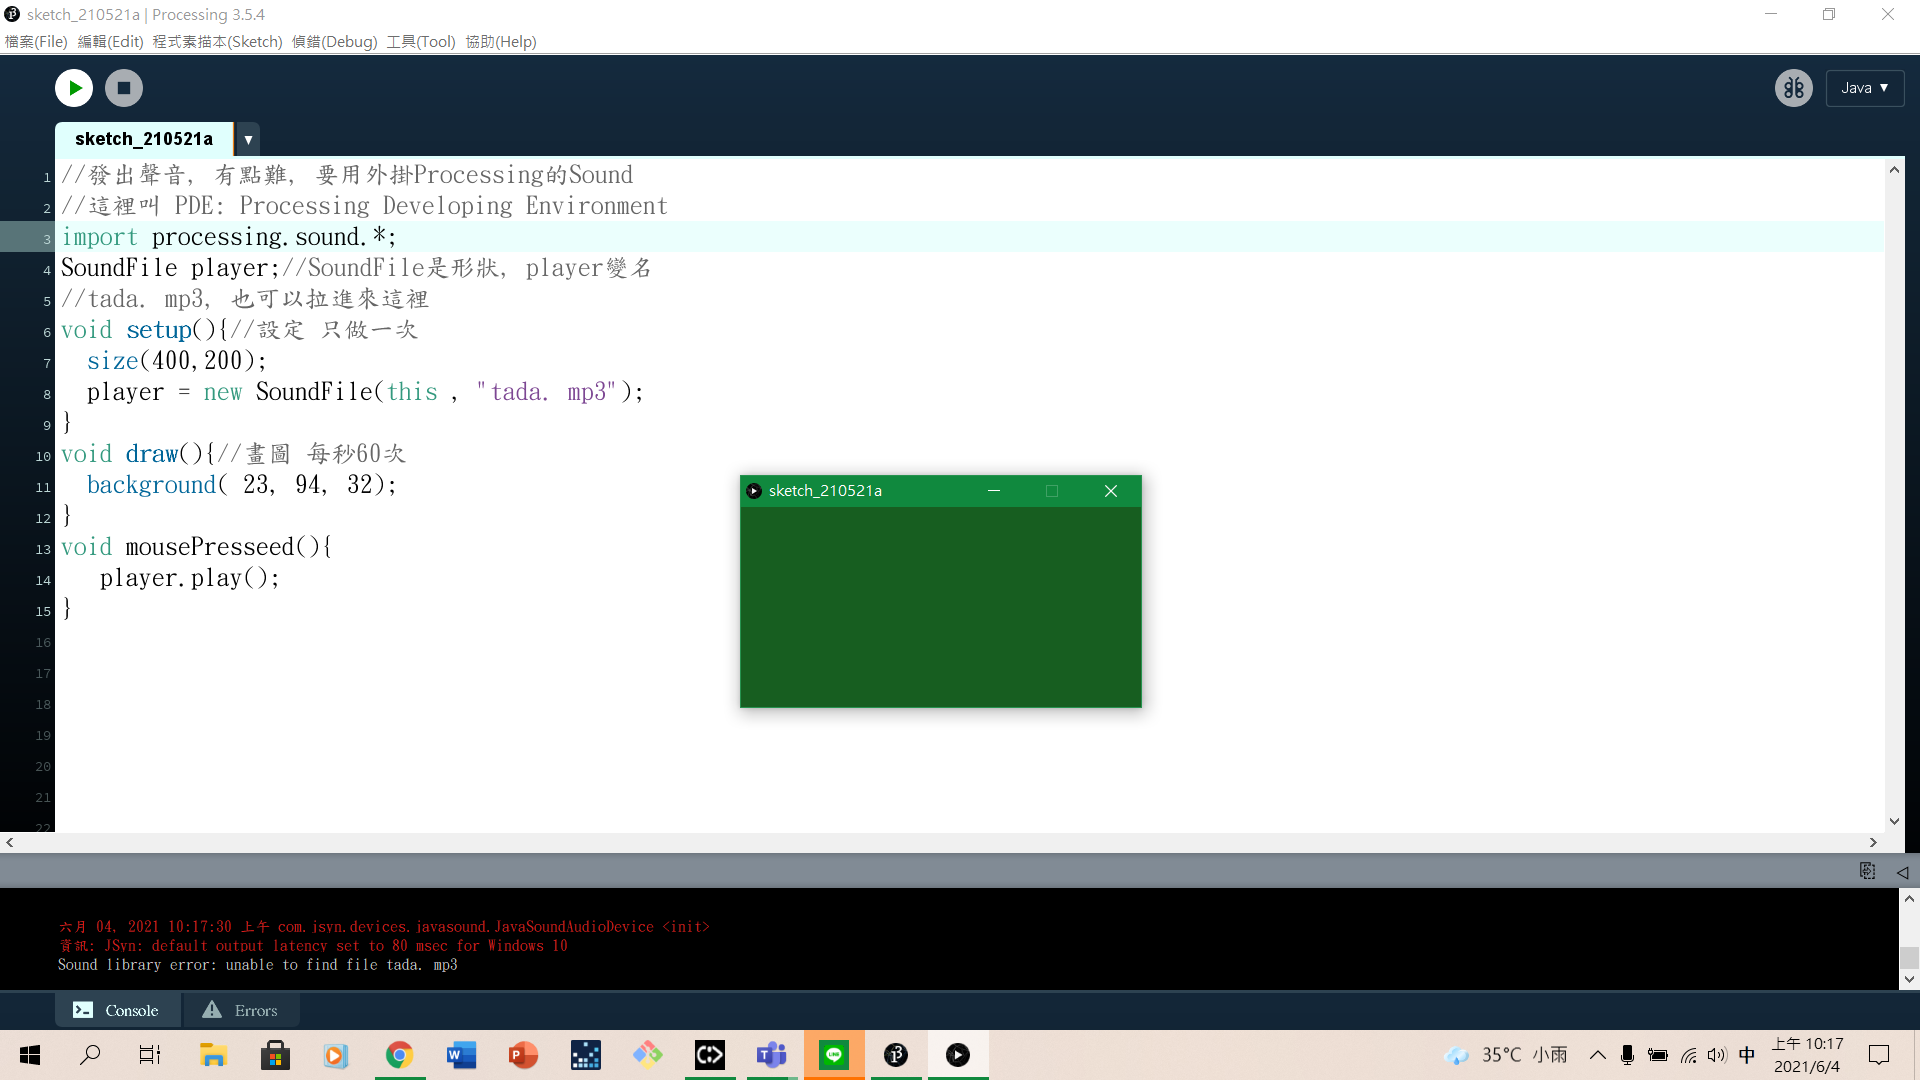 sketch_210521a | Processing 3.5.4
檔案(File) 編輯(Edit) 程式素描本(Sketch) 偵錯(Debug) 工具(Tool) 協助(Help)
Java ▼
sketch_210521a ▼
1 //發出聲音, 有點難, 要用外掛Processing的Sound
2 //這裡叫 PDE: Processing Developing Environment
3 import processing.sound.*;
4 SoundFile player;//SoundFile是形狀, player變名
5 //tada. mp3, 也可以拉進來這裡
6 void setup(){//設定 只做一次
7 size(400,200);
8 player = new SoundFile(this , "tada. mp3");
9 }
10 void draw(){//畫圖 每秒60次
11 background( 23, 94, 32);
12 }
13 void mousePresseed(){
14 player.play();
15 }
16
17
18
19
20
21
22
sketch_210521a
六月 04, 2021 10:17:30 上午 com.jsyn.devices.javasound.JavaSoundAudioDevice <init>
資訊: JSyn: default output latency set to 80 msec for Windows 10
Sound library error: unable to find file tada. mp3
Console Errors
35°C 小雨 中 上午 10:17
2021/6/4